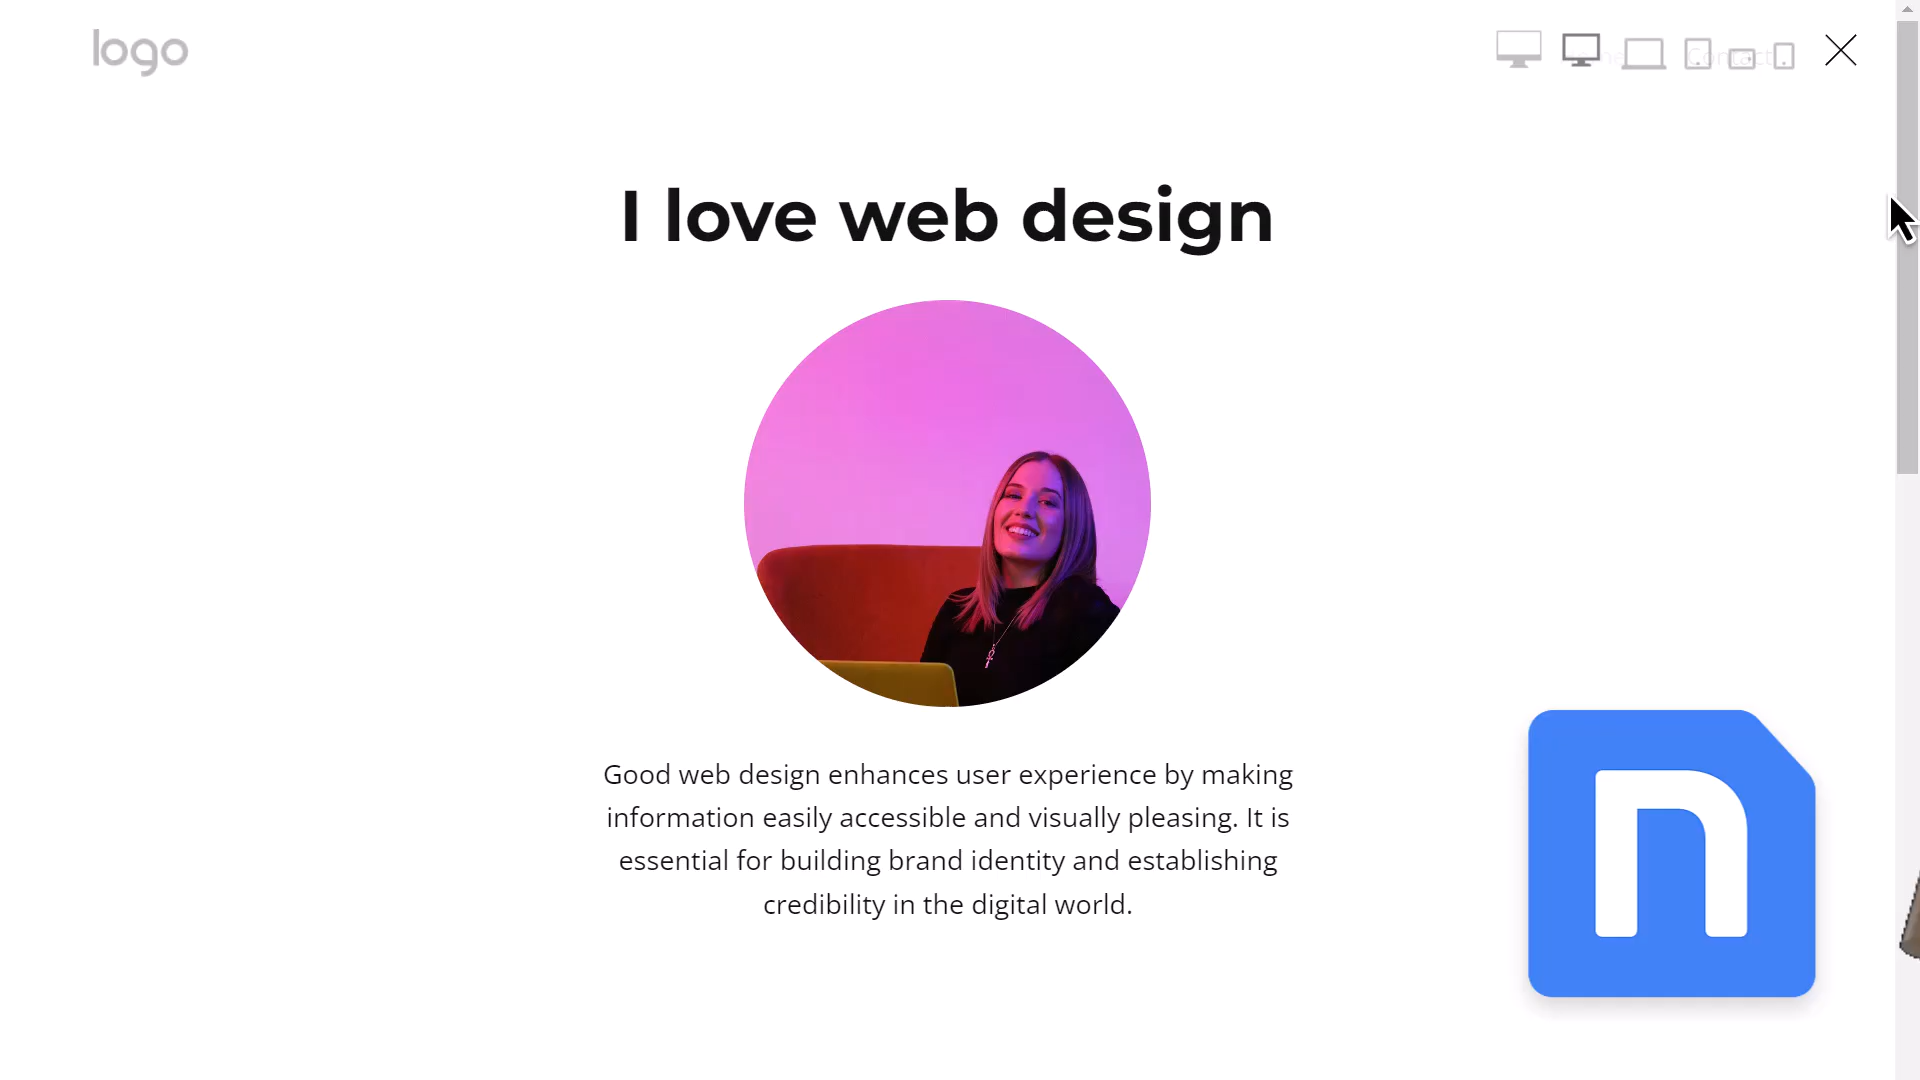 logo
Contact
I love web design
Good web design enhances user experience by making
information easily accessible and visually pleasing. It is
essential for building brand identity and establishing
credibility in the digital world.
n